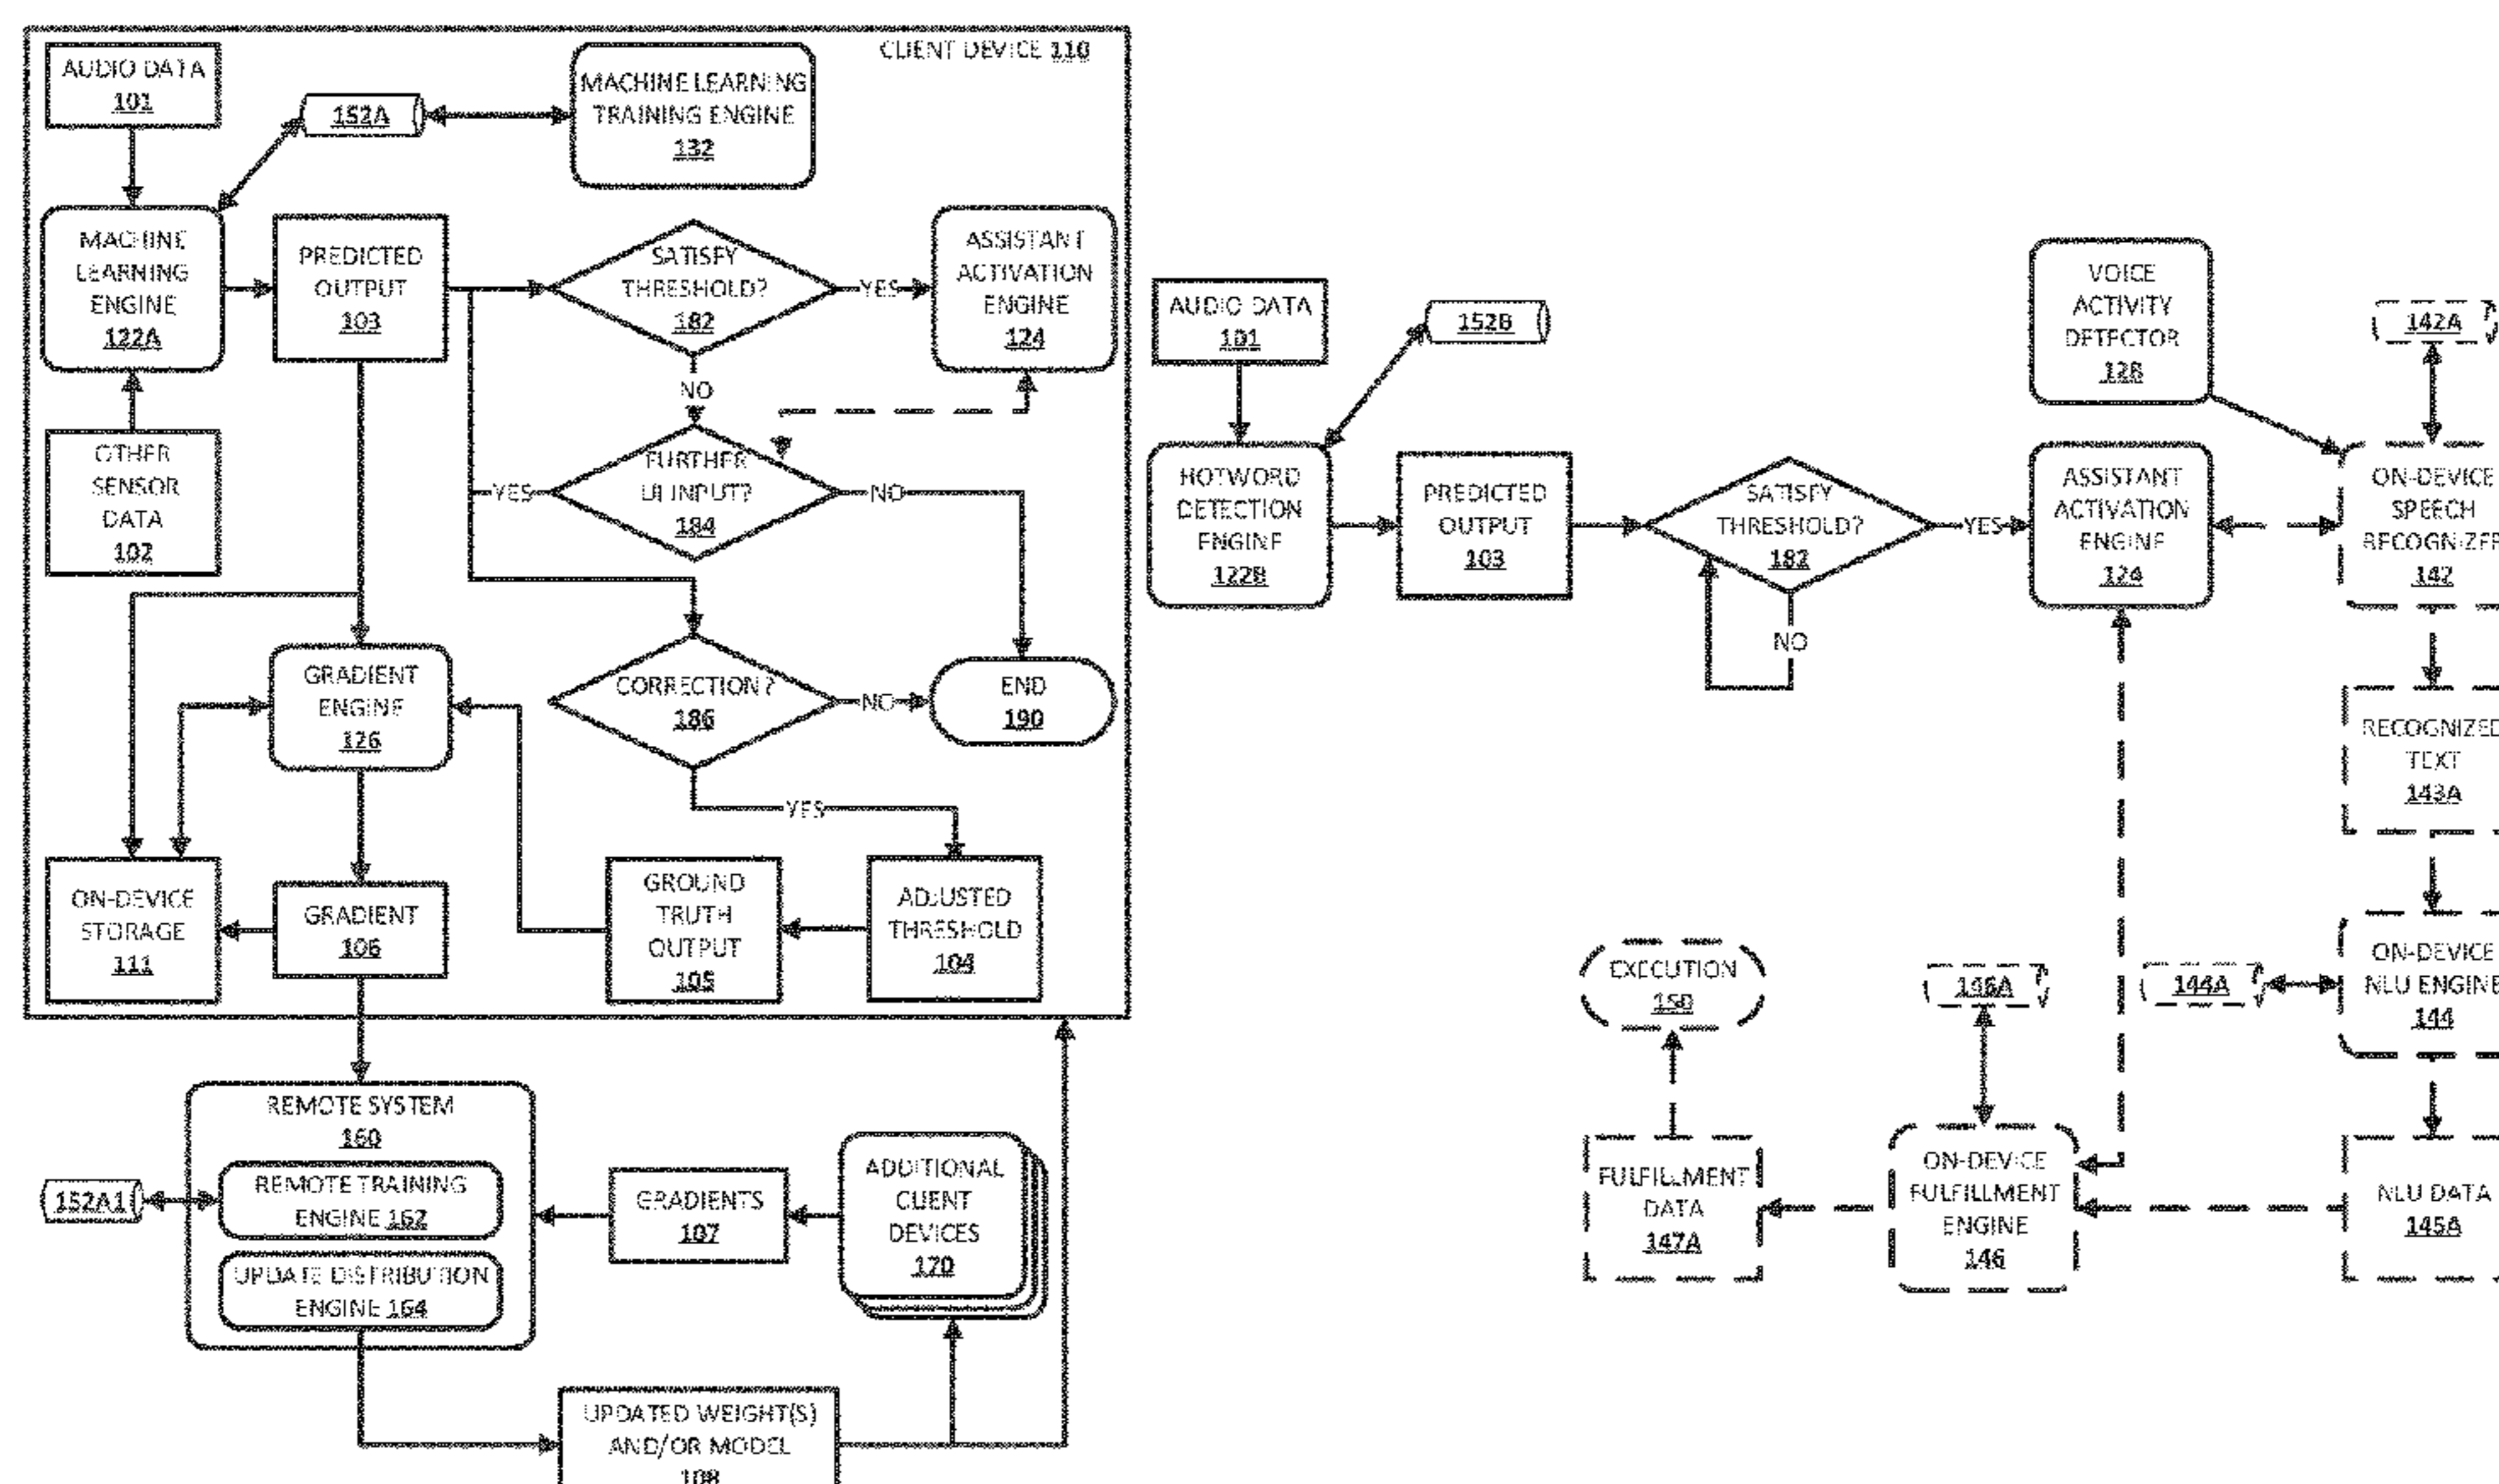 CLIENT DEVICE 110
AUDIO DATA
101
152A
MACHINE LEARNING
TRAINING ENGINE
132
MACHINE
LEARNING
ENGINE
122A
PREDICTED
OUTPUT
103
SATISFY
THRESHOLD?
182
YES
ASSISTANT
ACTIVATION
ENGINE
124
NO
OTHER
SENSOR
DATA
102
YES
FURTHER
UI INPUT?
184
NO
GRADIENT
ENGINE
126
CORRECTION?
186
NO
END
190
YES
ON-DEVICE
STORAGE
111
GRADIENT
106
GROUND
TRUTH
OUTPUT
105
ADJUSTED
THRESHOLD
104
REMOTE SYSTEM
160
152A1
REMOTE TRAINING
ENGINE 162
UPDATE DISTRIBUTION
ENGINE 164
GRADIENTS
107
ADDITIONAL
CLIENT
DEVICES
170
UPDATED WEIGHT(S)
AND/OR MODEL
108
AUDIO DATA
101
152B
VOICE
ACTIVITY
DETECTOR
128
142A
HOTWORD
DETECTION
ENGINE
122B
PREDICTED
OUTPUT
103
SATISFY
THRESHOLD?
182
YES
NO
ASSISTANT
ACTIVATION
ENGINE
124
ON-DEVICE
SPEECH
RECOGNIZER
142
RECOGNIZED
TEXT
143A
EXECUTION
150
146A
144A
ON-DEVICE
NLU ENGINE
144
FULFILLMENT
DATA
147A
ON-DEVICE
FULFILLMENT
ENGINE
146
NLU DATA
145A